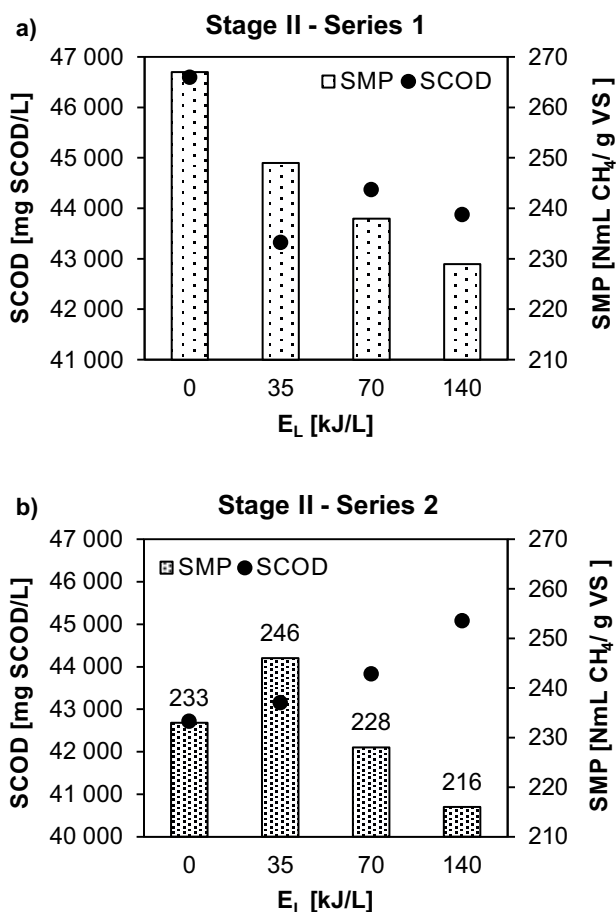 a)
Stage II - Series 1
SMP SCOD
47 000
46 000
45 000
44 000
43 000
42 000
41 000
SCOD [mg SCOD/L]
270
260
250
240
230
220
210
SMP [NmL CH4/ g VS ]
0 35 70 140
EL [kJ/L]
b)
Stage II - Series 2
SMP SCOD
47 000
46 000
45 000
44 000
43 000
42 000
41 000
40 000
SCOD [mg SCOD/L]
233
246
228
216
270
260
250
240
230
220
210
SMP [NmL CH4/ g VS ]
0 35 70 140
EL [kJ/L]